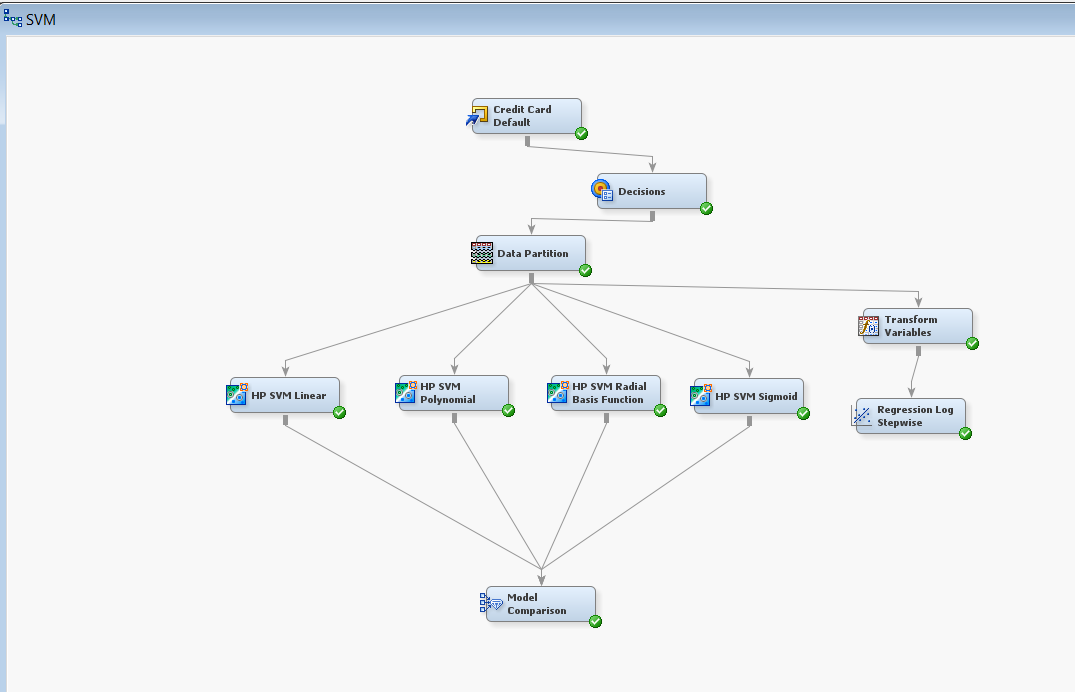 SVM
Credit Card
Default
Decisions
Data Partition
Transform
Variables
HP SVM Linear
HP SVM
Polynomial
HP SVM Radial
Basis Function
HP SVM Sigmoid
Regression Log
Stepwise
Model
Comparison